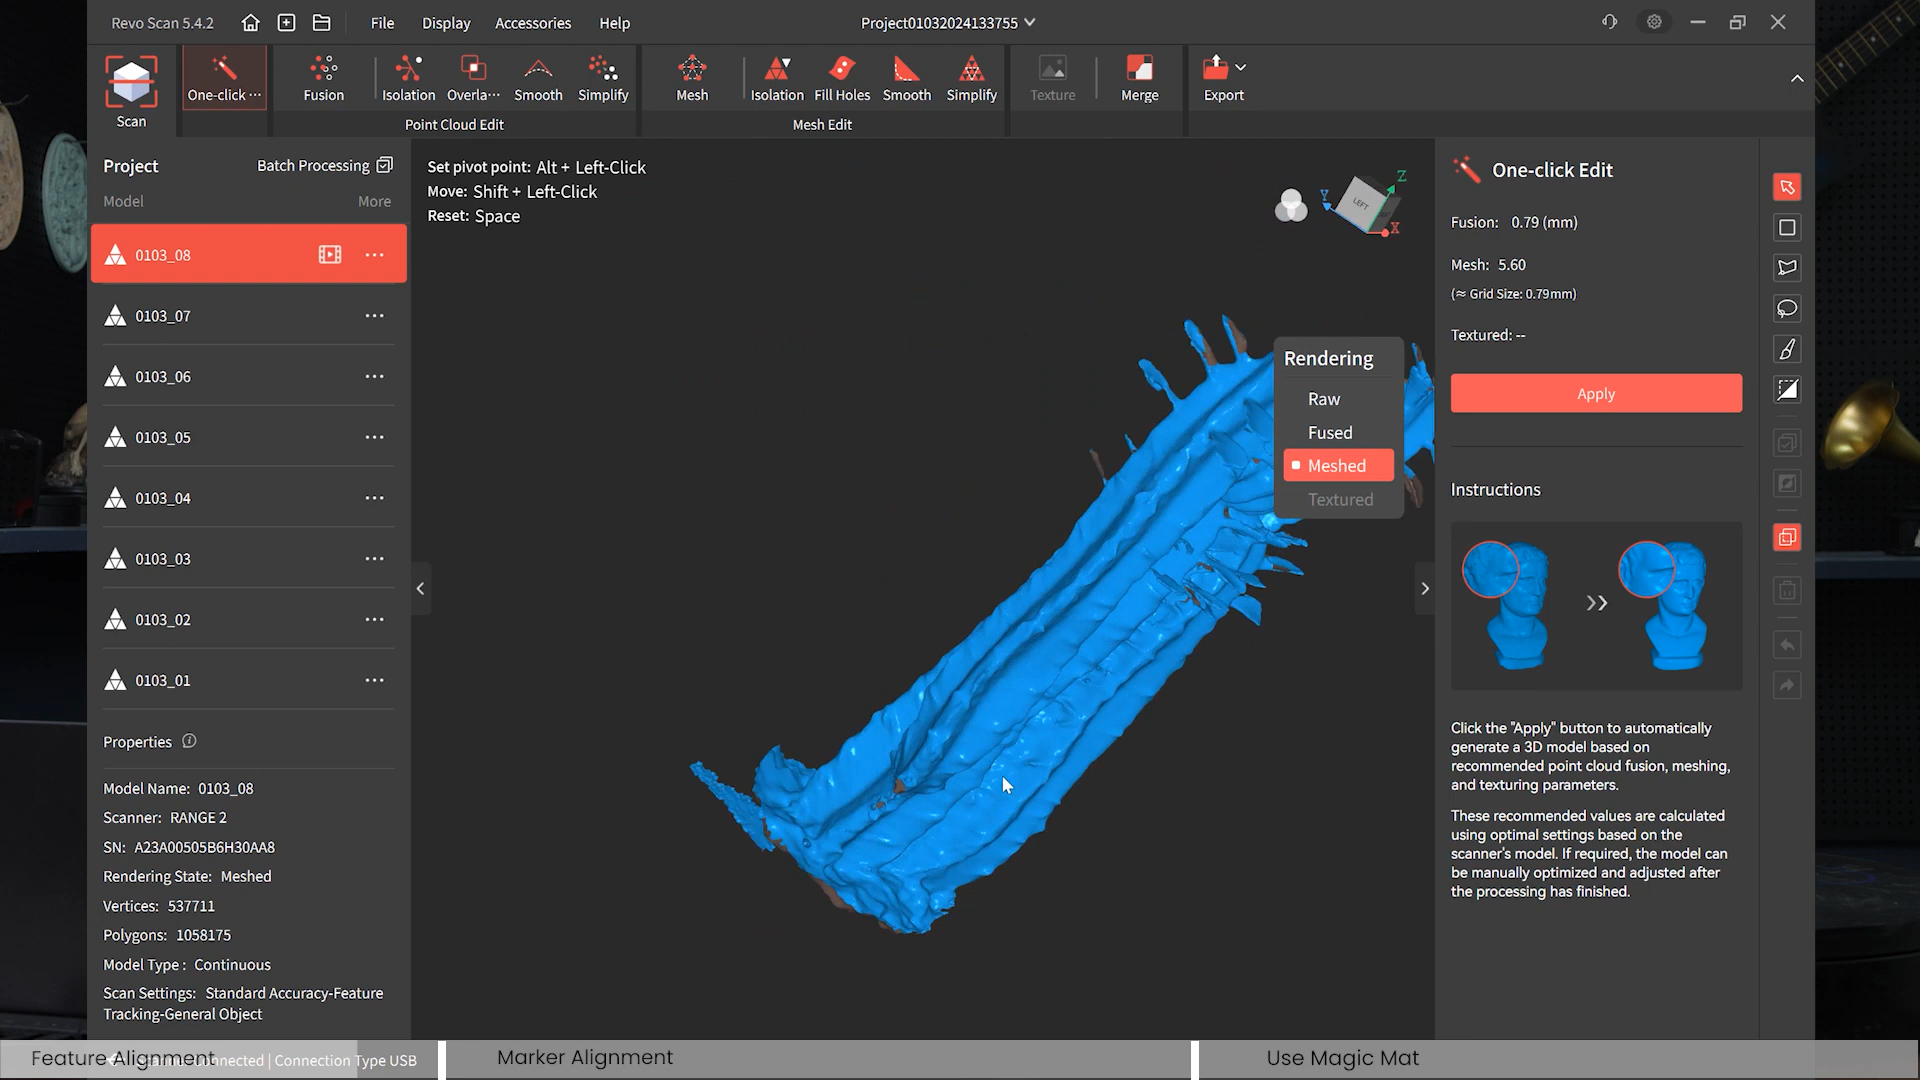 Revo Scan 5.4.2
File
Display
Accessories
Help
Project01032024133755
Scan
One-click ···
Fusion
Isolation
Overla···
Smooth
Simplify
Point Cloud Edit
Mesh
Isolation
Fill Holes
Smooth
Simplify
Mesh Edit
Texture
Merge
Export
Project
Batch Processing
Model
More
0103_08
0103_07
0103_06
0103_05
0103_04
0103_03
0103_02
0103_01
Properties
Model Name: 0103_08
Scanner: RANGE 2
SN: A23A00505B6H30AA8
Rendering State: Meshed
Vertices: 537711
Polygons: 1058175
Model Type : Continuous
Scan Settings: Standard Accuracy-Feature
Tracking-General Object
Set pivot point: Alt + Left-Click
Move: Shift + Left-Click
Reset: Space
Z
Y
LEFT
X
Rendering
Raw
Fused
Meshed
Textured
One-click Edit
Fusion: 0.79 (mm)
Mesh: 5.60
(≈ Grid Size: 0.79mm)
Textured: --
Apply
Instructions
Click the "Apply" button to automatically
generate a 3D model based on
recommended point cloud fusion, meshing,
and texturing parameters.
These recommended values are calculated
using optimal settings based on the
scanner's model. If required, the model can
be manually optimized and adjusted after
the processing has finished.
Feature Alignment
| Connection Type USB
Marker Alignment
Use Magic Mat